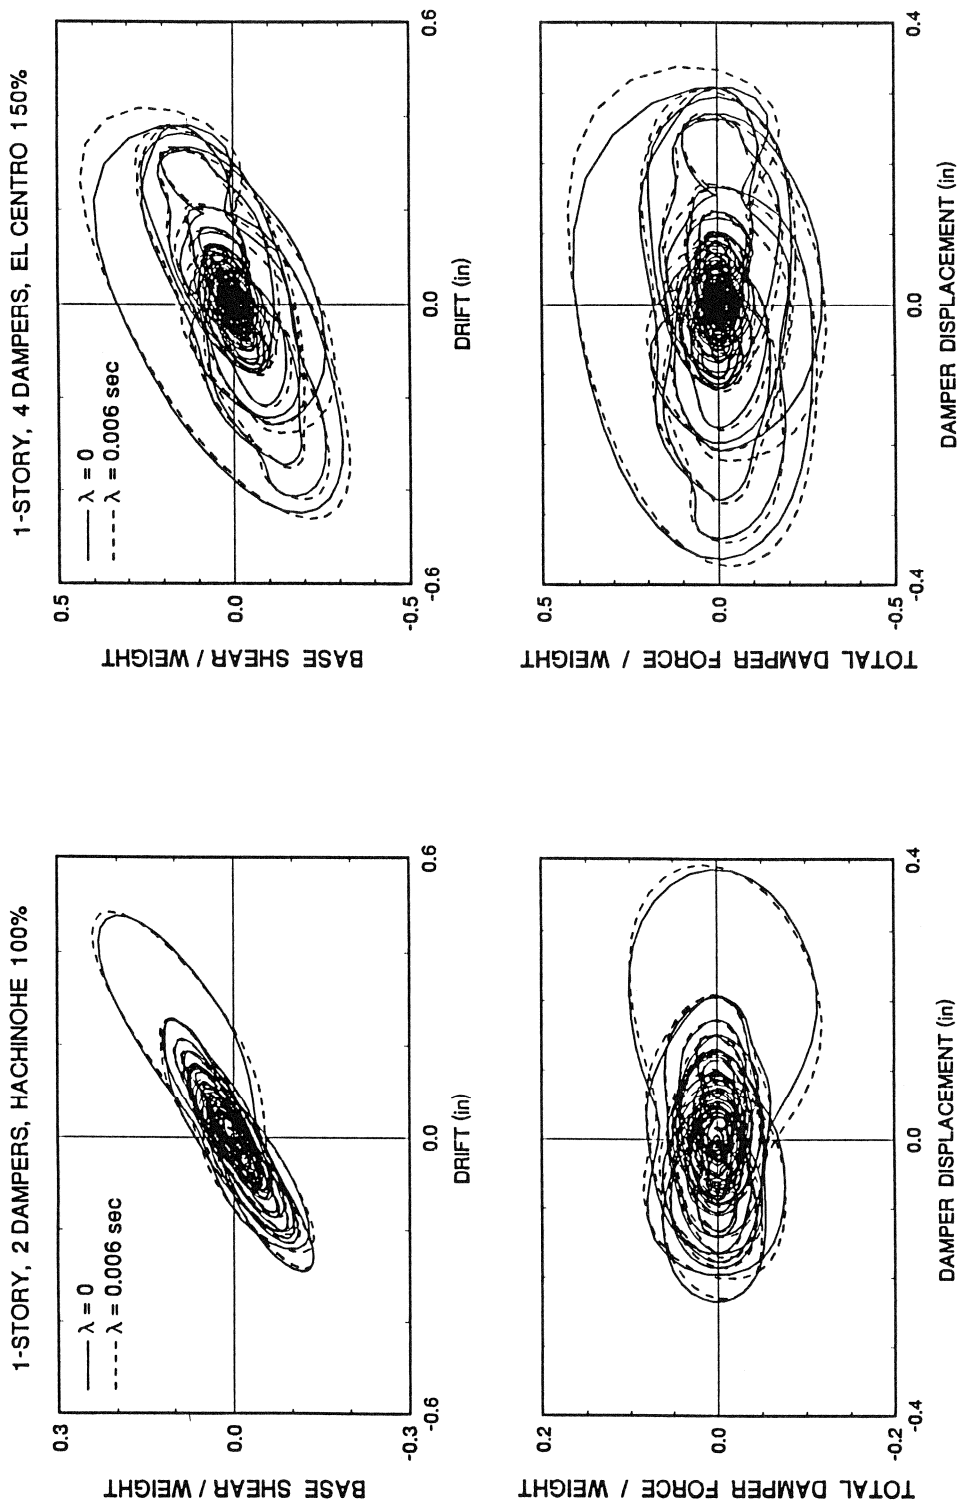 1-STORY, 2 DAMPERS, HACHINOHE 100%
λ = 0
λ = 0.006 sec
BASE SHEAR / WEIGHT
0.3
0.0
-0.3
-0.6
0.0
0.6
DRIFT (in)
TOTAL DAMPER FORCE / WEIGHT
0.2
0.0
-0.2
-0.4
0.0
0.4
DAMPER DISPLACEMENT (in)
1-STORY, 4 DAMPERS, EL CENTRO 150%
λ = 0
λ = 0.006 sec
BASE SHEAR / WEIGHT
0.5
0.0
-0.5
-0.6
0.0
0.6
DRIFT (in)
TOTAL DAMPER FORCE / WEIGHT
0.5
0.0
-0.5
-0.4
0.0
0.4
DAMPER DISPLACEMENT (in)